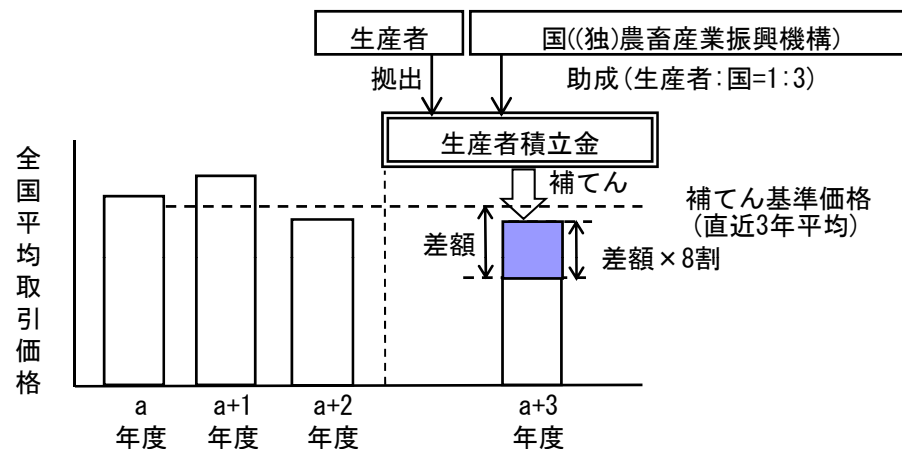 生産者
国((独)農畜産業振興機構)
拠出
助成(生産者:国=1:3)
生産者積立金
補てん
全国平均取引価格
補てん基準価格
(直近3年平均)
差額
差額×8割
a
年度
a+1
年度
a+2
年度
a+3
年度